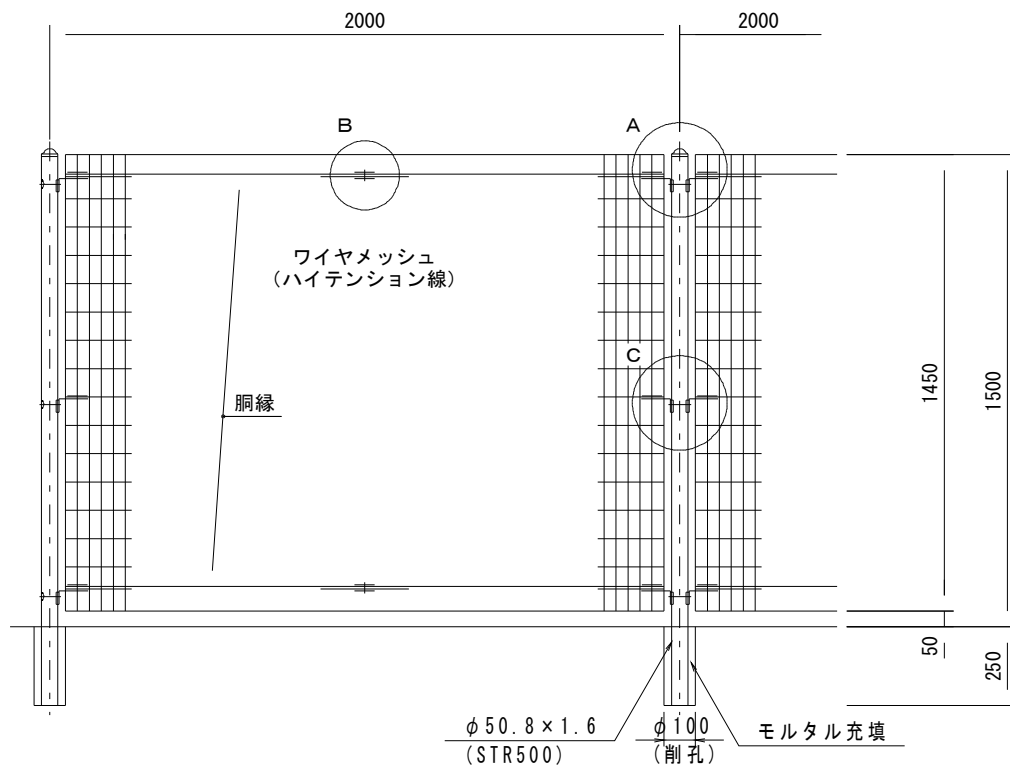 2000
2000
B
A
ワイヤメッシュ
(ハイテンション線)
C
胴縁
1450
1500
50
250
φ50.8×1.6
(STR500)
φ100
(削孔)
モルタル充填